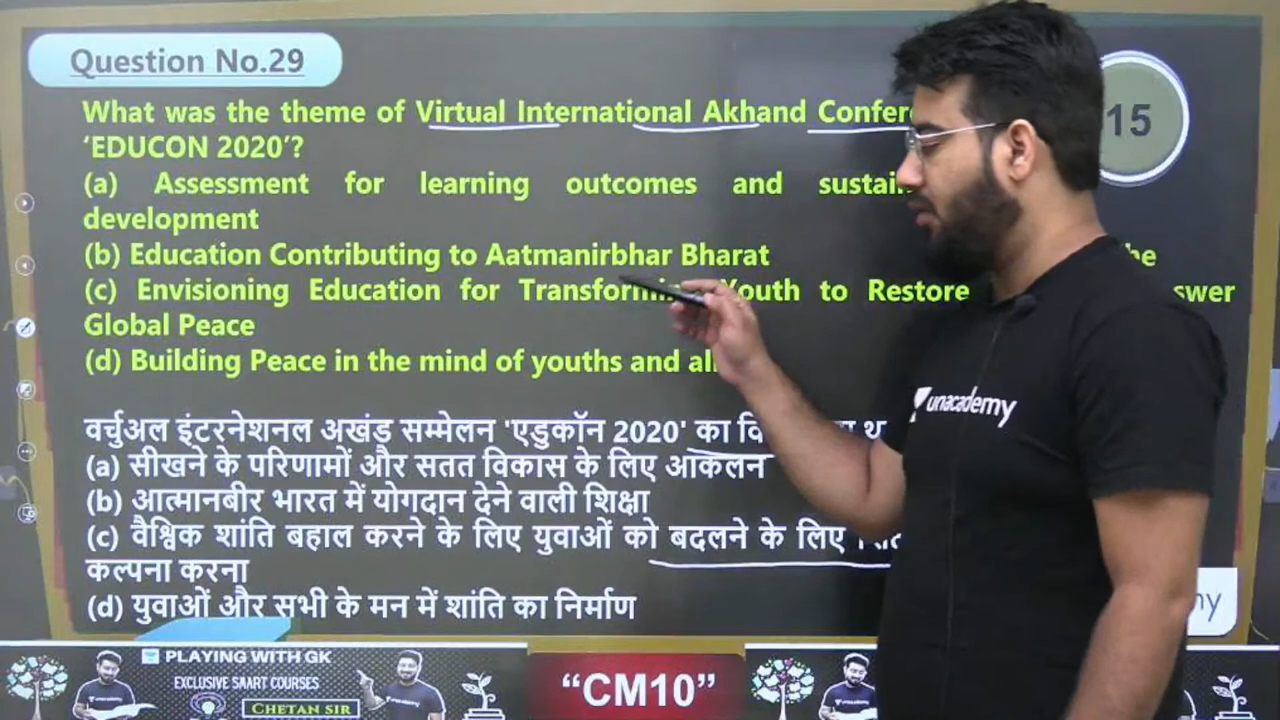 Question No.29
What was the theme of Virtual International Akhand
15
‘EDUCON 2020’?
(a) Assessment for learning outcomes and
development
(b) Education Contributing to Aatmanirbhar Bharat
(c) Envisioning Education for Youth to Restore swer
Global Peace
(d) Building Peace in the mind of youths and
वर्चुअल इंटरनेशनल अखंड सम्मेलन 'एडुकॉन 2020' का
(a) सीखने के परिणामों और सतत विकास के लिए आकलन
(b) आत्मानबीर भारत में योगदान देने वाली शिक्षा
(c) वैश्विक शांति बहाल करने के लिए युवाओं को बदलने के लिए
कल्पना करना
(d) युवाओं और सभी के मन में शांति का निर्माण
unacademy
PLAYING WITH GK
EXCLUSIVE SAART COURSES
CHETAN SIR
“CM10”